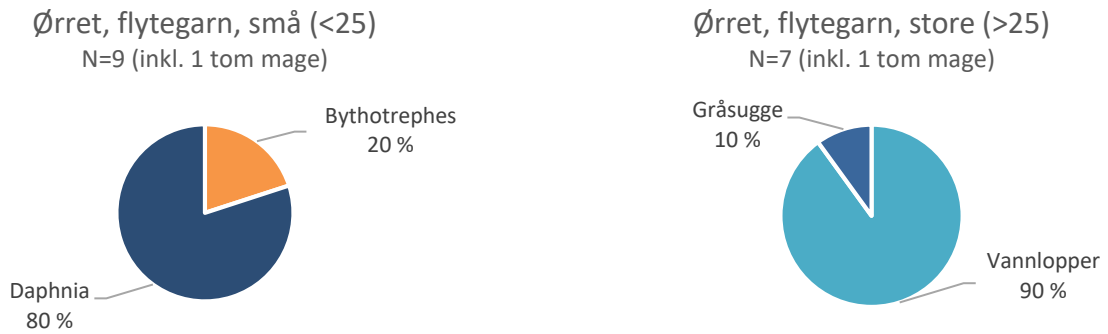 Ørret, flytegarn, små (<25)
N=9 (inkl. 1 tom mage)
Bythotrephes
20 %
Daphnia
80 %
Ørret, flytegarn, store (>25)
N=7 (inkl. 1 tom mage)
Gråsugge
10 %
Vannlopper
90 %